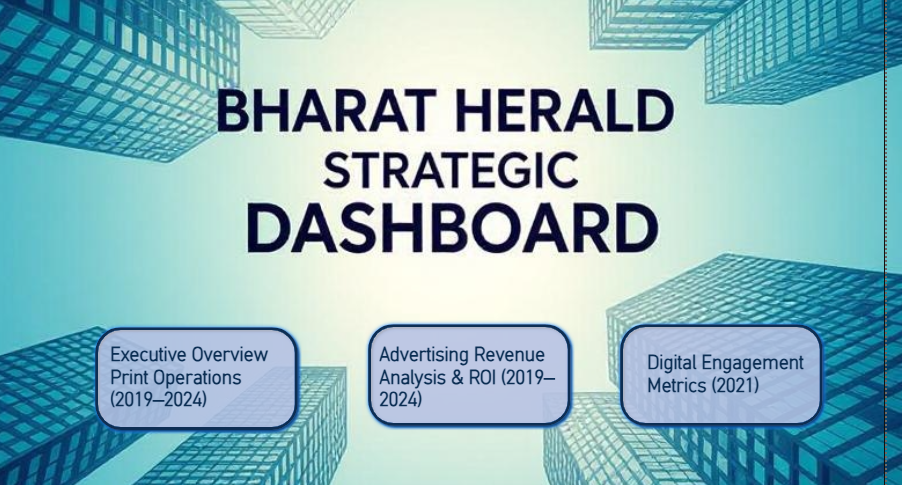 BHARAT HERALD
STRATEGIC
DASHBOARD
Executive Overview
Print Operations
(2019–2024)
Advertising Revenue
Analysis & ROI (2019–
2024)
Digital Engagement
Metrics (2021)